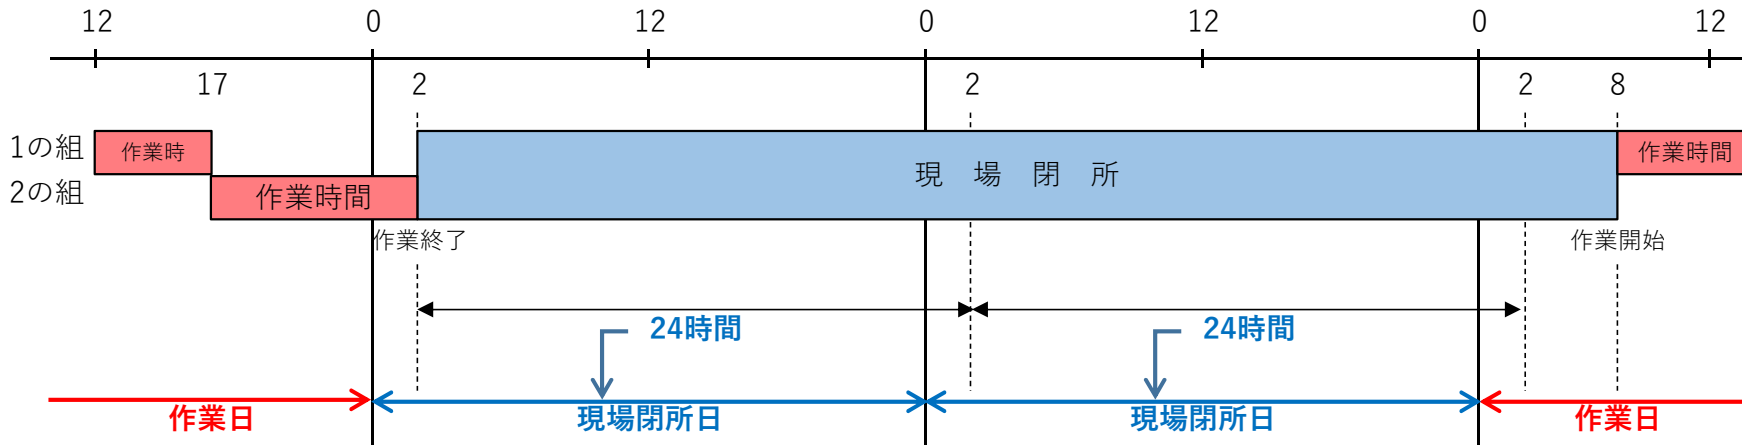 12 0 12 0 12 0 12
17 2 2 2 8
1の組 作業時 現場閉所 作業時間
2の組 作業時間
作業終了 作業開始
24時間 24時間
作業日 現場閉所日 現場閉所日 作業日